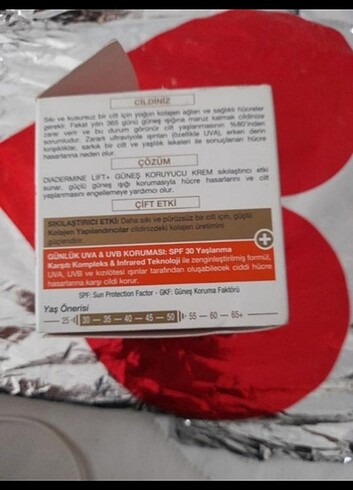 CİLDİNİZ
Sıkı ve kusursuz bir cilt için yoğun kolajen ağları ve sağlıklı hücreler
gerekir. Fakat yılın 365 günü güneş ışığına maruz kalmak cildinize
zarar verir ve bu durum görünür cilt yaşlanmasının %80'inden
sorumludur. Zararlı ultraviyole ışınları (özellikle UVA), erken derin
kırışıklıklar, sarkık bir cilt ve yaşlılık lekeleri ile sonuçlanan hücre
hasarlarına neden olur.
ÇÖZÜM
DIADERMINE LIFT+ GÜNEŞ KORUYUCU KREM sıkılaştırıcı etki
sunar, güçlü güneş ışığı korumasıyla hücre hasarlarını ve cilt
yaşlanmasını engellemeye yardımcı olur.
ÇİFT ETKİ
SIKILAŞTIRICI ETKİ: Daha sıkı ve pürüzsüz bir cilt için, güçlü
Kolajen Yapılandırıcılar cildinizdeki kolajen üretimini
güçlendirir.
GÜNLÜK UVA & UVB KORUMASI: SPF 30 Yaşlanma
Karşıtı Kompleks & Infrared Teknoloji ile zenginleştirilmiş formül,
UVA, UVB ve kızılötesi ışınlar tarafından oluşabilecek ciddi hücre
hasarlarına karşı cildi korur.
SPF: Sun Protection Factor - GKF: Güneş Koruma Faktörü
Yaş Önerisi
25 30 — 35 — 40 — 45 — 50 55 — 60 — 65+